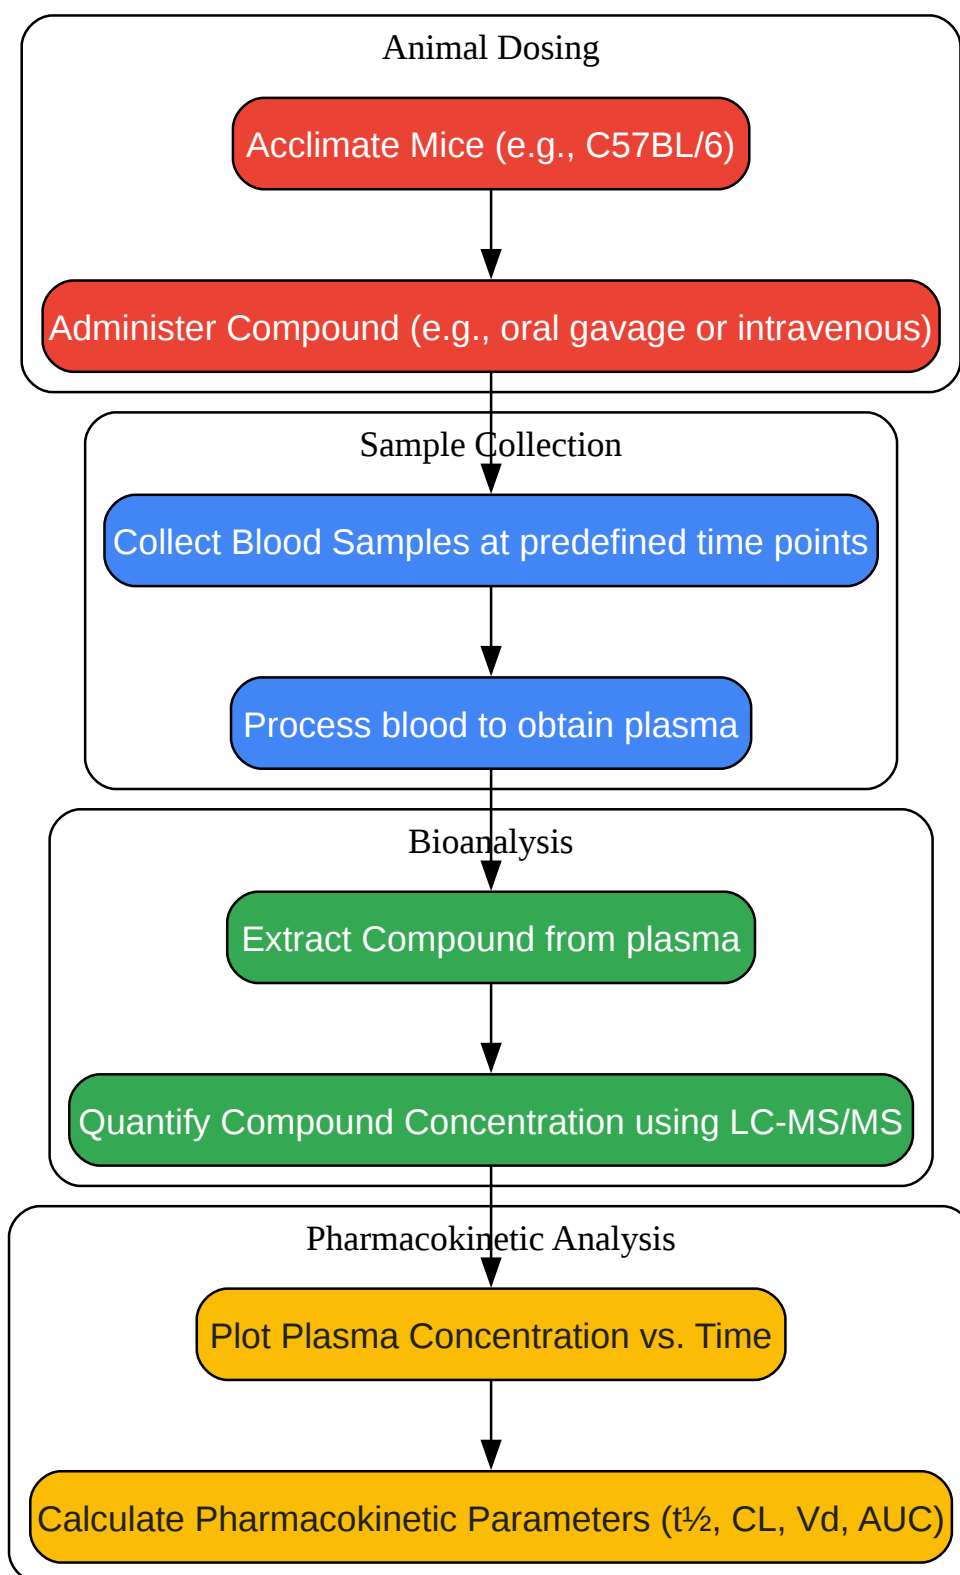 Animal Dosing
Acclimate Mice (e.g., C57BL/6)
Administer Compound (e.g., oral gavage or intravenous)
Sample Collection
Collect Blood Samples at predefined time points
Process blood to obtain plasma
Bioanalysis
Extract Compound from plasma
Quantify Compound Concentration using LC-MS/MS
Pharmacokinetic Analysis
Plot Plasma Concentration vs. Time
Calculate Pharmacokinetic Parameters (t½, CL, Vd, AUC)